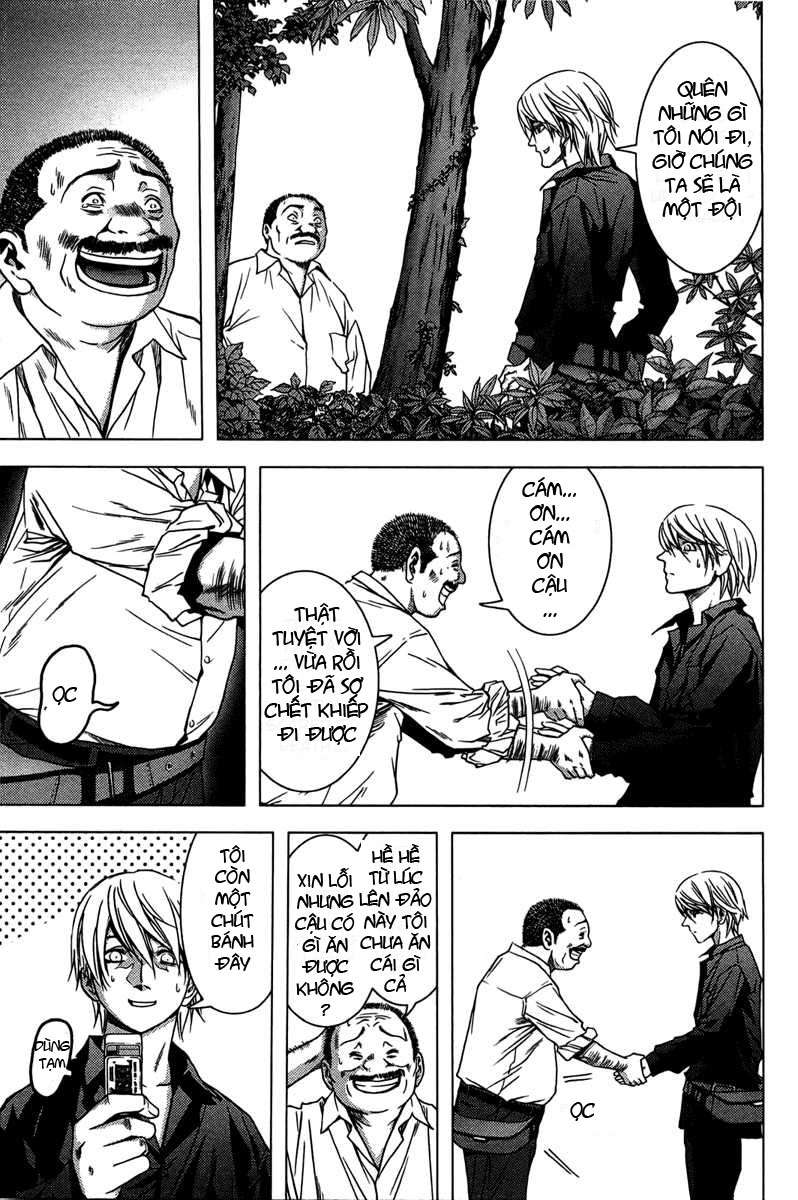 QUÊN
NHỮNG GÌ
TÔI NÓI ĐI,
GIỜ CHÚNG
TA SẼ LÀ
MỘT ĐỘI
CÁM...
ƠN...
CÁM
ƠN
CẬU
...
THẬT
TUYỆT VỜI
... VỪA RỒI
TÔI ĐÃ SỢ
CHẾT KHIẾP
ĐI ĐƯỢC
ỌC
ỌC
HỀ HỀ
TỪ LÚC
LÊN ĐẢO
NÀY TÔI
CHƯA ĂN
CÁI GÌ
CẢ
XIN LỖI
NHƯNG
CẬU CÓ
GÌ ĂN
ĐƯỢC
KHÔNG
?
TÔI
CÒN
MỘT
CHÚT
BÁNH
ĐÂY
DÙNG
TẠM